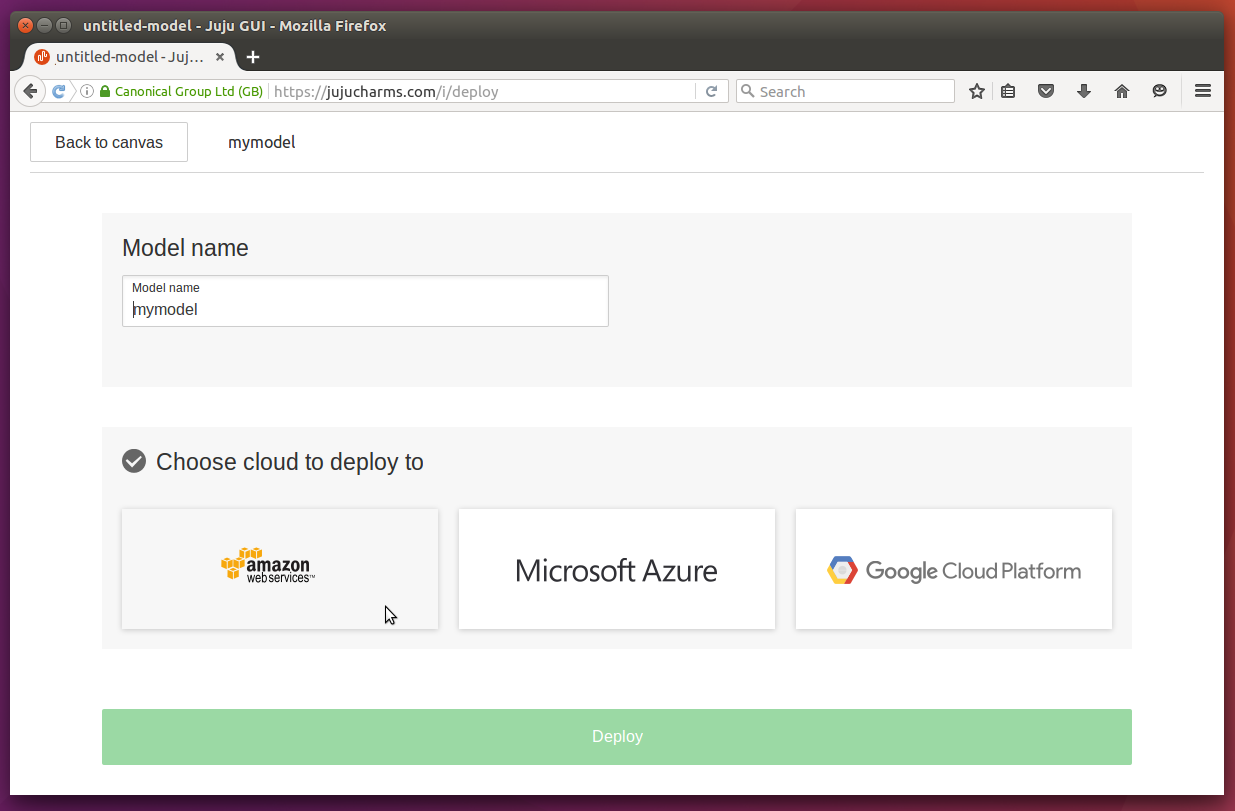 untitled-model - Juju GUI - Mozilla Firefox
untitled-model - Juj...
Canonical Group Ltd (GB) https://jujucharms.com/i/deploy Search
Back to canvas mymodel
Model name
Model name
mymodel
Choose cloud to deploy to
amazon
web services™
Microsoft Azure
Google Cloud Platform
Deploy